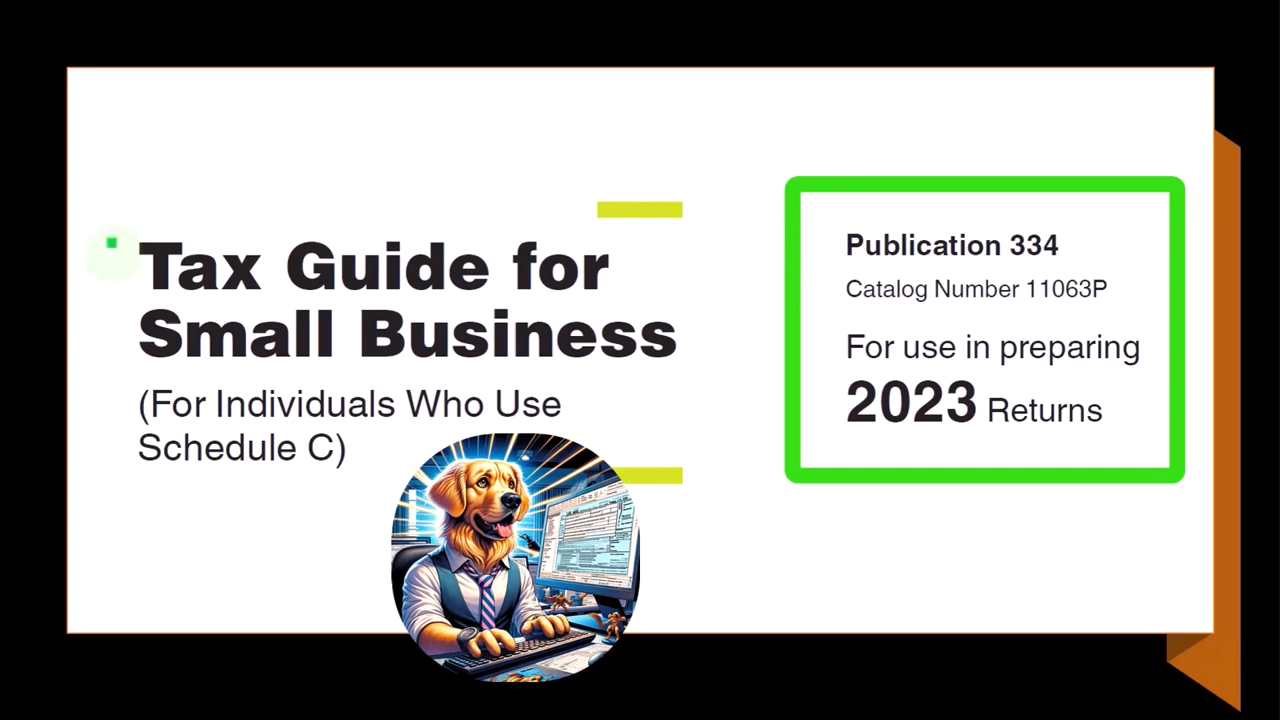 Tax Guide for
Small Business
(For Individuals Who Use
Schedule C)
Publication 334
Catalog Number 11063P
For use in preparing
2023 Returns